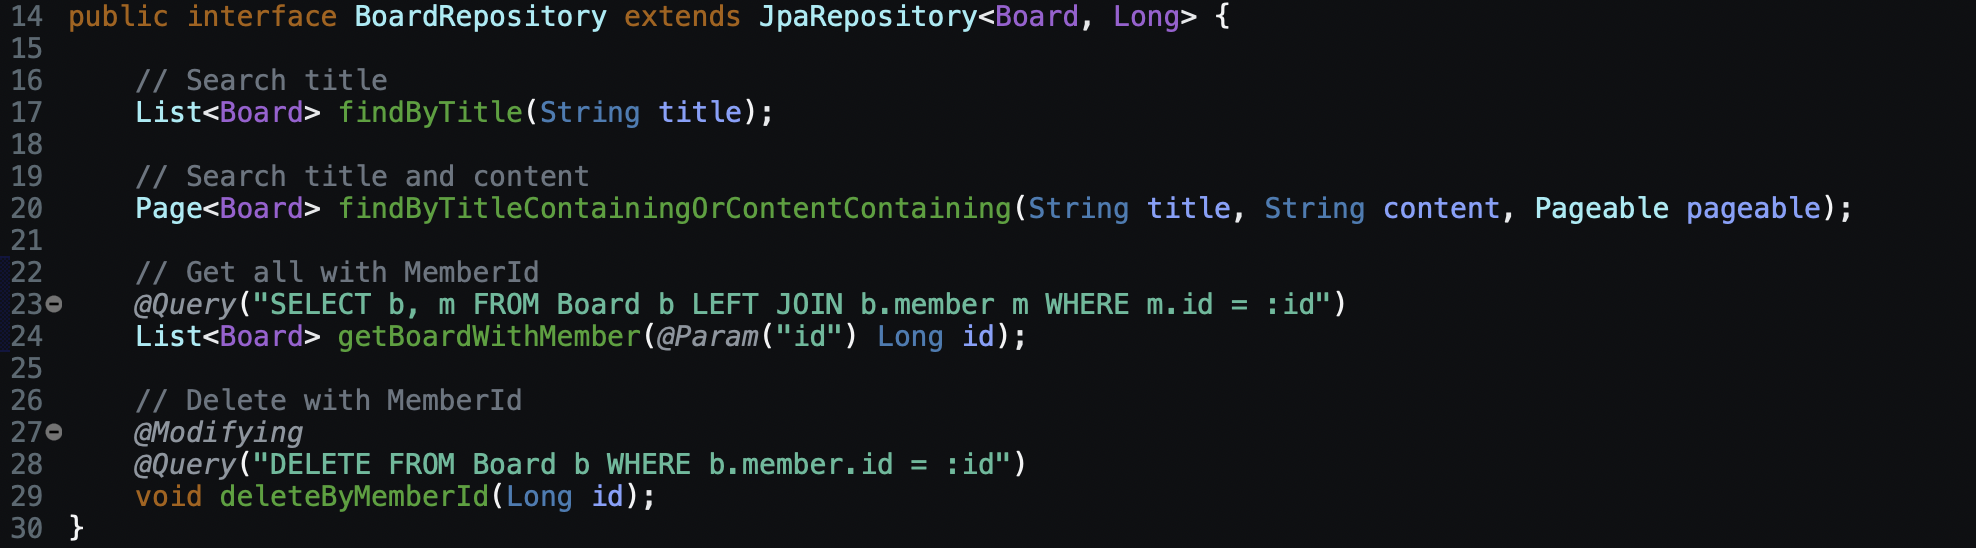 14 public interface BoardRepository extends JpaRepository<Board, Long> {
15
16     // Search title
17     List<Board> findByTitle(String title);
18
19     // Search title and content
20     Page<Board> findByTitleContainingOrContentContaining(String title, String content, Pageable pageable);
21
22     // Get all with MemberId
23     @Query("SELECT b, m FROM Board b LEFT JOIN b.member m WHERE m.id = :id")
24     List<Board> getBoardWithMember(@Param("id") Long id);
25
26     // Delete with MemberId
27     @Modifying
28     @Query("DELETE FROM Board b WHERE b.member.id = :id")
29     void deleteByMemberId(Long id);
30 }